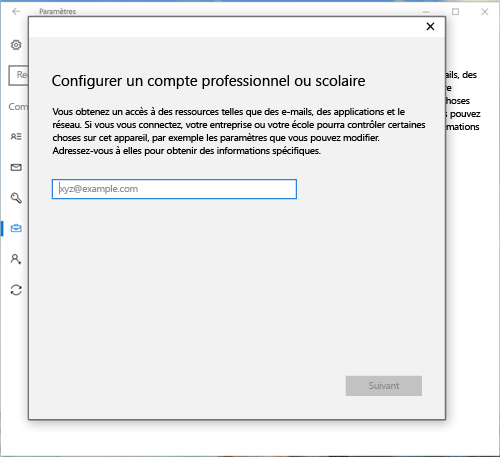 Paramètres
Configurer un compte professionnel ou scolaire
Vous obtenez un accès à des ressources telles que des e-mails, des applications et le
réseau. Si vous vous connectez, votre entreprise ou votre école pourra contrôler certaines
choses sur cet appareil, par exemple les paramètres que vous pouvez modifier.
Adressez-vous à elles pour obtenir des informations spécifiques.
xyz@example.com
Suivant
Re
Com
ails, des
re
choses
s pouvez
mations